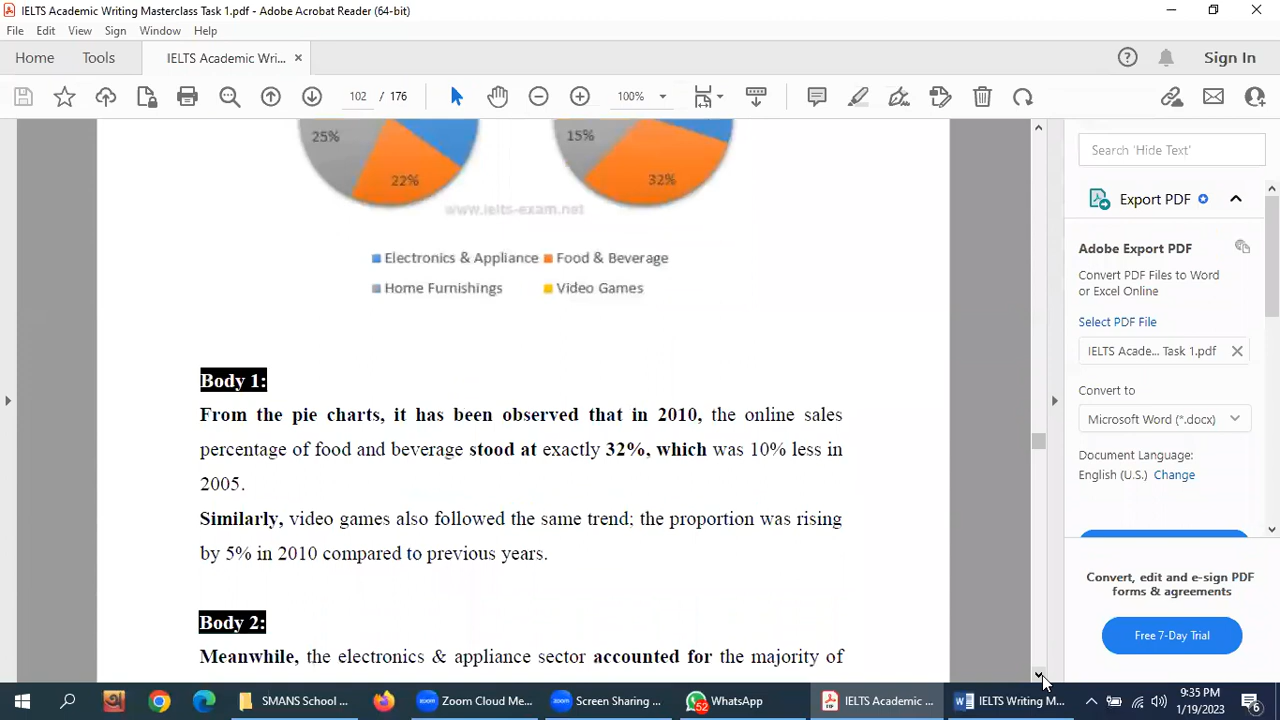 IELTS Academic Writing Masterclass Task 1.pdf - Adobe Acrobat Reader (64-bit)
File Edit View Sign Window Help
Home Tools IELTS Academic Wri... ×
Sign In
102 / 176 100%
25%
15%
22%
32%
www.ielts-exam.net
Electronics & Appliance Food & Beverage
Home Furnishings Video Games
Body 1:
From the pie charts, it has been observed that in 2010, the online sales
percentage of food and beverage stood at exactly 32%, which was 10% less in
2005.
Similarly, video games also followed the same trend; the proportion was rising
by 5% in 2010 compared to previous years.
Body 2:
Meanwhile, the electronics & appliance sector accounted for the majority of
Search 'Hide Text'
Export PDF
Adobe Export PDF
Convert PDF Files to Word
or Excel Online
Select PDF File
IELTS Acade... Task 1.pdf
Convert to
Microsoft Word (*.docx)
Document Language:
English (U.S.) Change
Convert, edit and e-sign PDF
forms & agreements
Free 7-Day Trial
SMANS School ...
zoom Zoom Cloud Me...
zoom Screen Sharing ...
52 WhatsApp
IELTS Academic ...
IELTS Writing M...
9:35 PM
1/19/2023
6